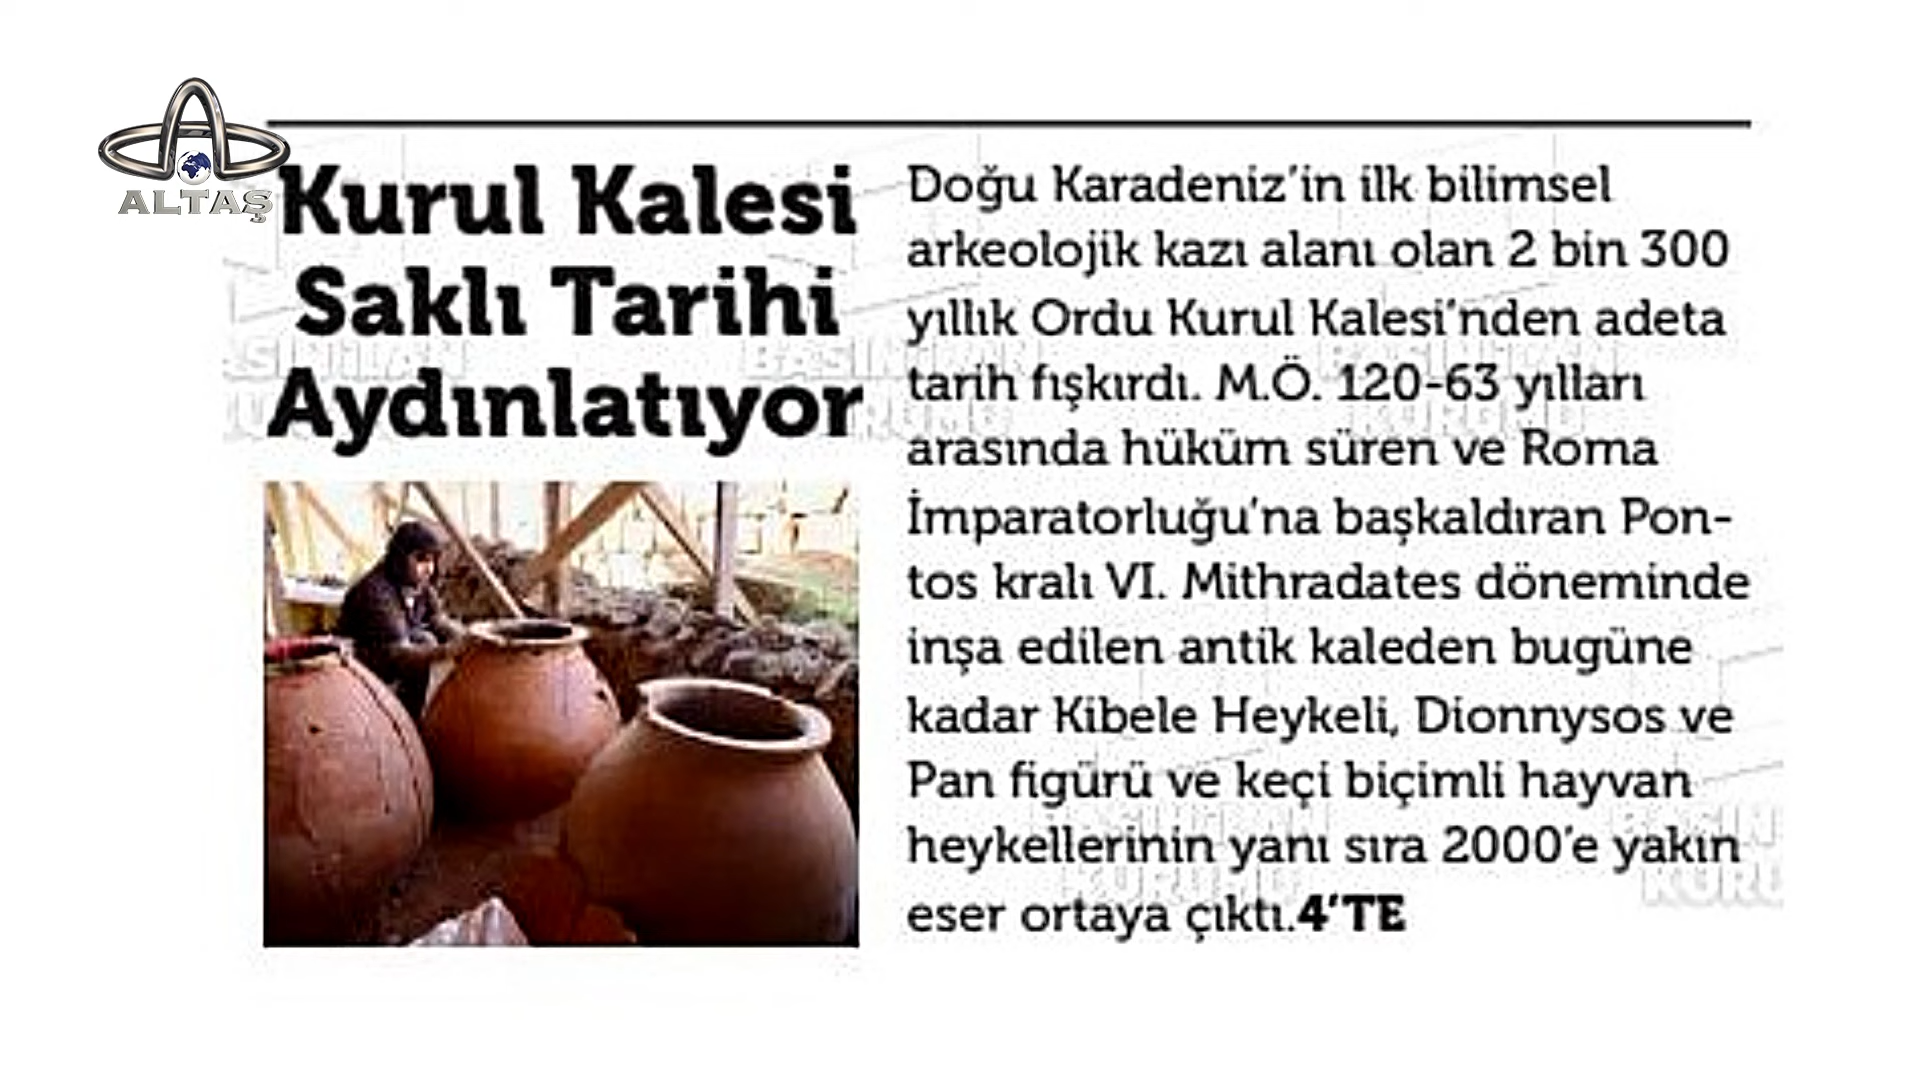 ALTAŞ
Kurul Kalesi
Saklı Tarihi
Aydınlatıyor
Doğu Karadeniz'in ilk bilimsel
arkeolojik kazı alanı olan 2 bin 300
yıllık Ordu Kurul Kalesi'nden adeta
tarih fışkırdı. M.Ö. 120-63 yılları
arasında hüküm süren ve Roma
İmparatorluğu'na başkaldıran Pon-
tos kralı VI. Mithradates döneminde
inşa edilen antik kaleden bugüne
kadar Kibele Heykeli, Dionnysos ve
Pan figürü ve keçi biçimli hayvan
heykellerinin yanı sıra 2000'e yakın
eser ortaya çıktı.4'TE
BASIN İLAN
KURUMU